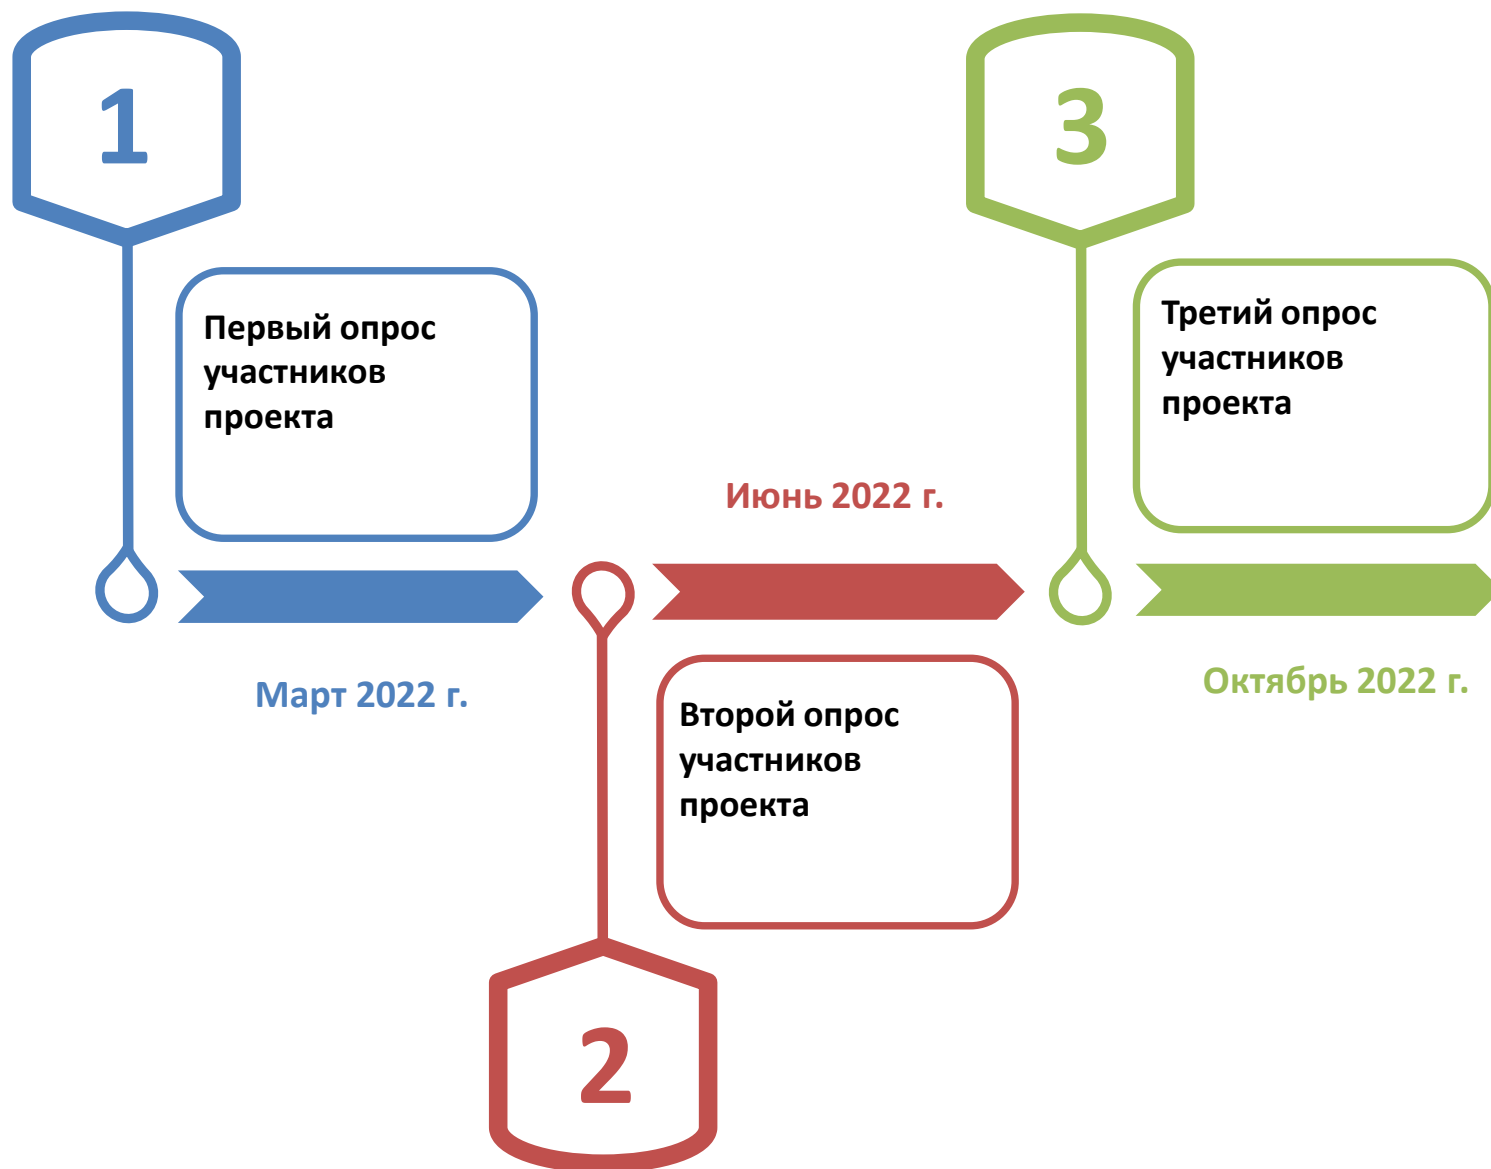 1
Первый опрос
участников
проекта
Март 2022 г.
2
Июнь 2022 г.
Второй опрос
участников
проекта
3
Третий опрос
участников
проекта
Октябрь 2022 г.